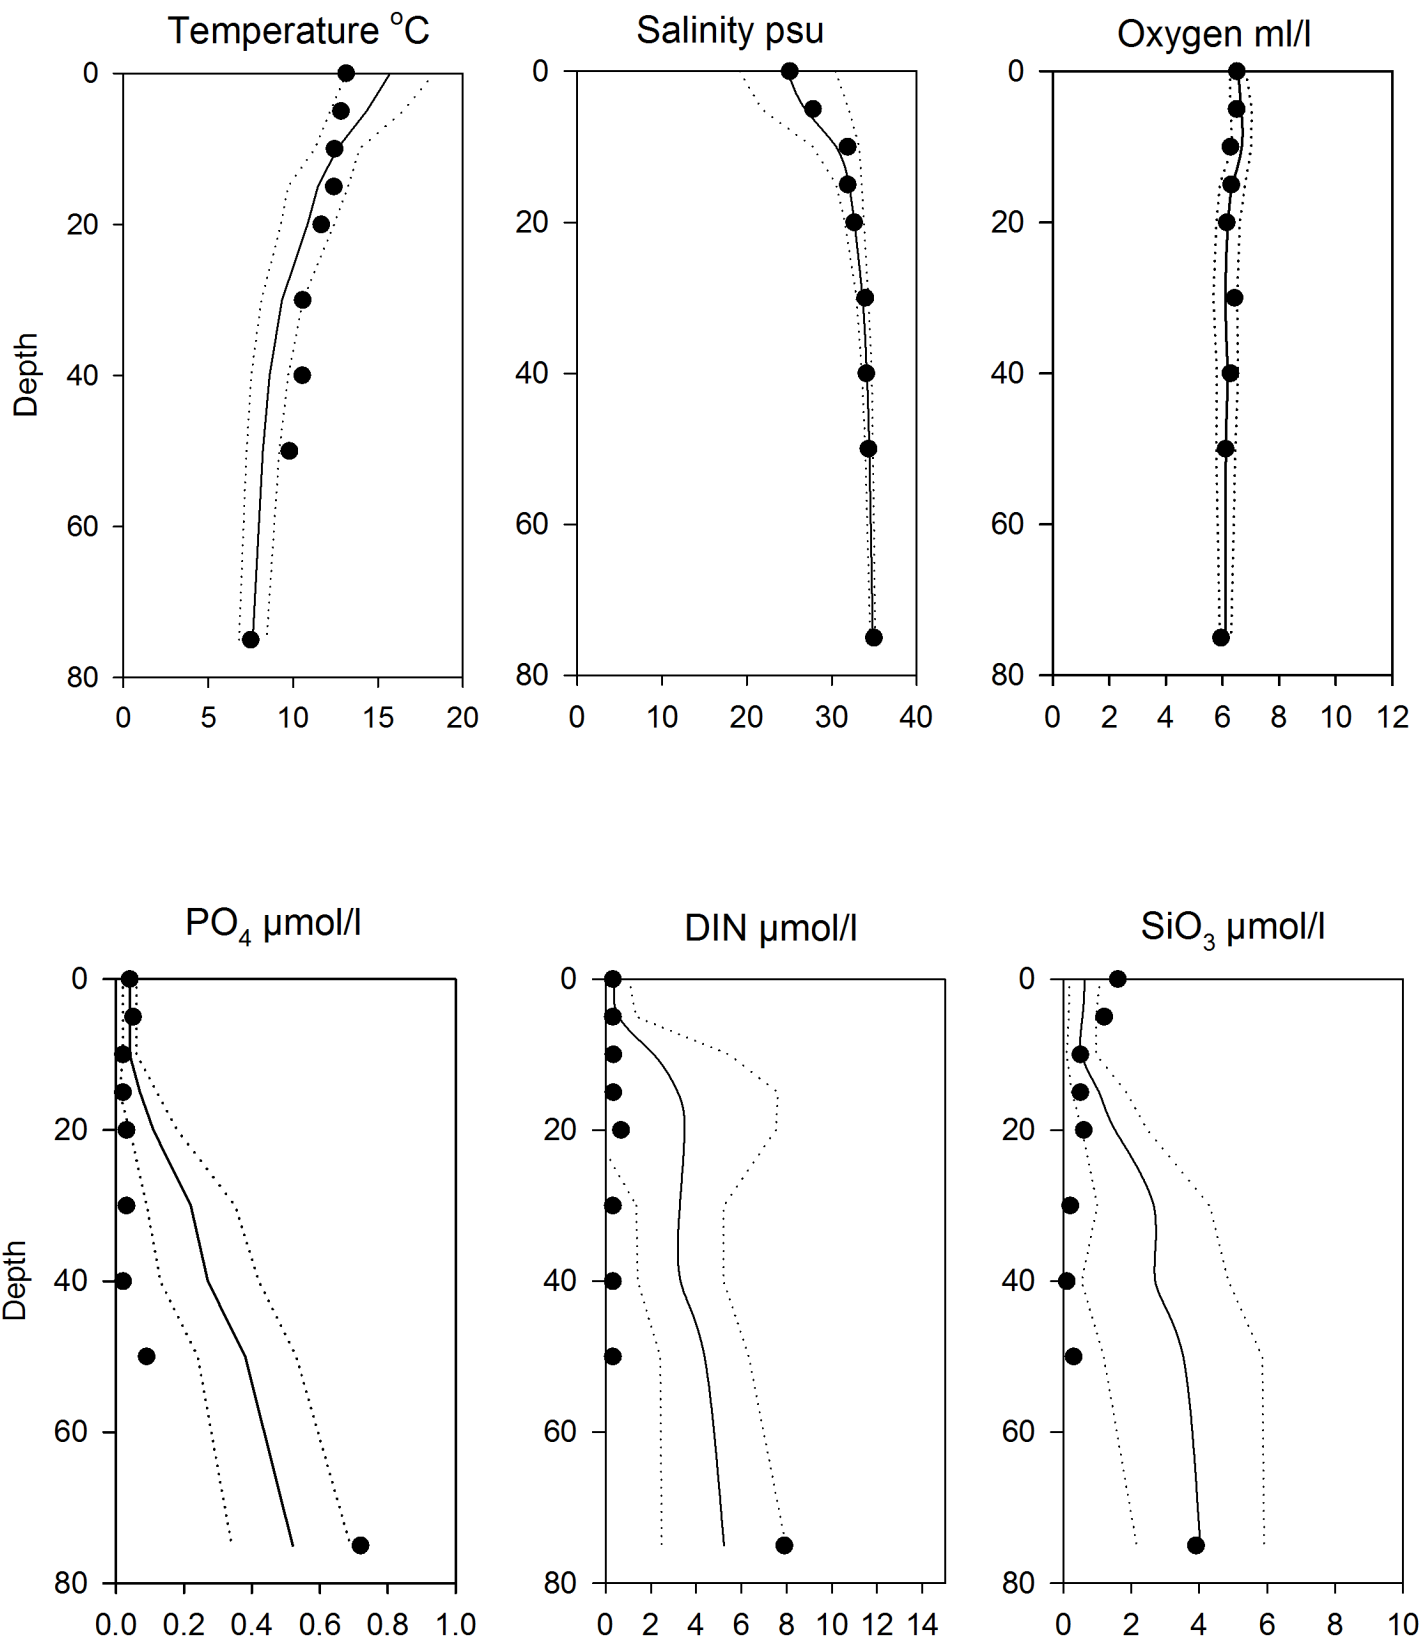 Temperature °C
Salinity psu
Oxygen ml/l
0
20
40
60
80
Depth
0 5 10 15 20
0
20
40
60
80
0 10 20 30 40
0
20
40
60
80
0 2 4 6 8 10 12
PO4 µmol/l
DIN µmol/l
SiO3 µmol/l
0
20
40
60
80
Depth
0.0 0.2 0.4 0.6 0.8 1.0
0
20
40
60
80
0 2 4 6 8 10 12 14
0
20
40
60
80
0 2 4 6 8 10